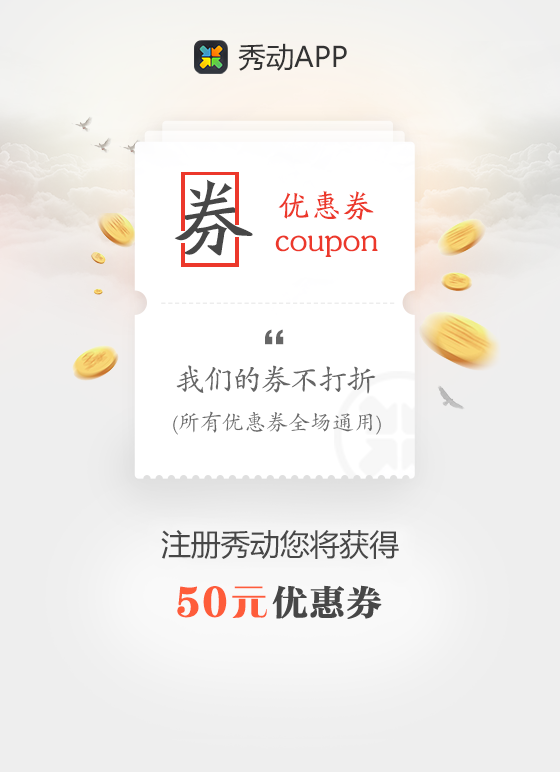 秀动APP
券
优惠券
coupon
“
我们的券不打折
(所有优惠券全场通用)
注册秀动您将获得
50元优惠券